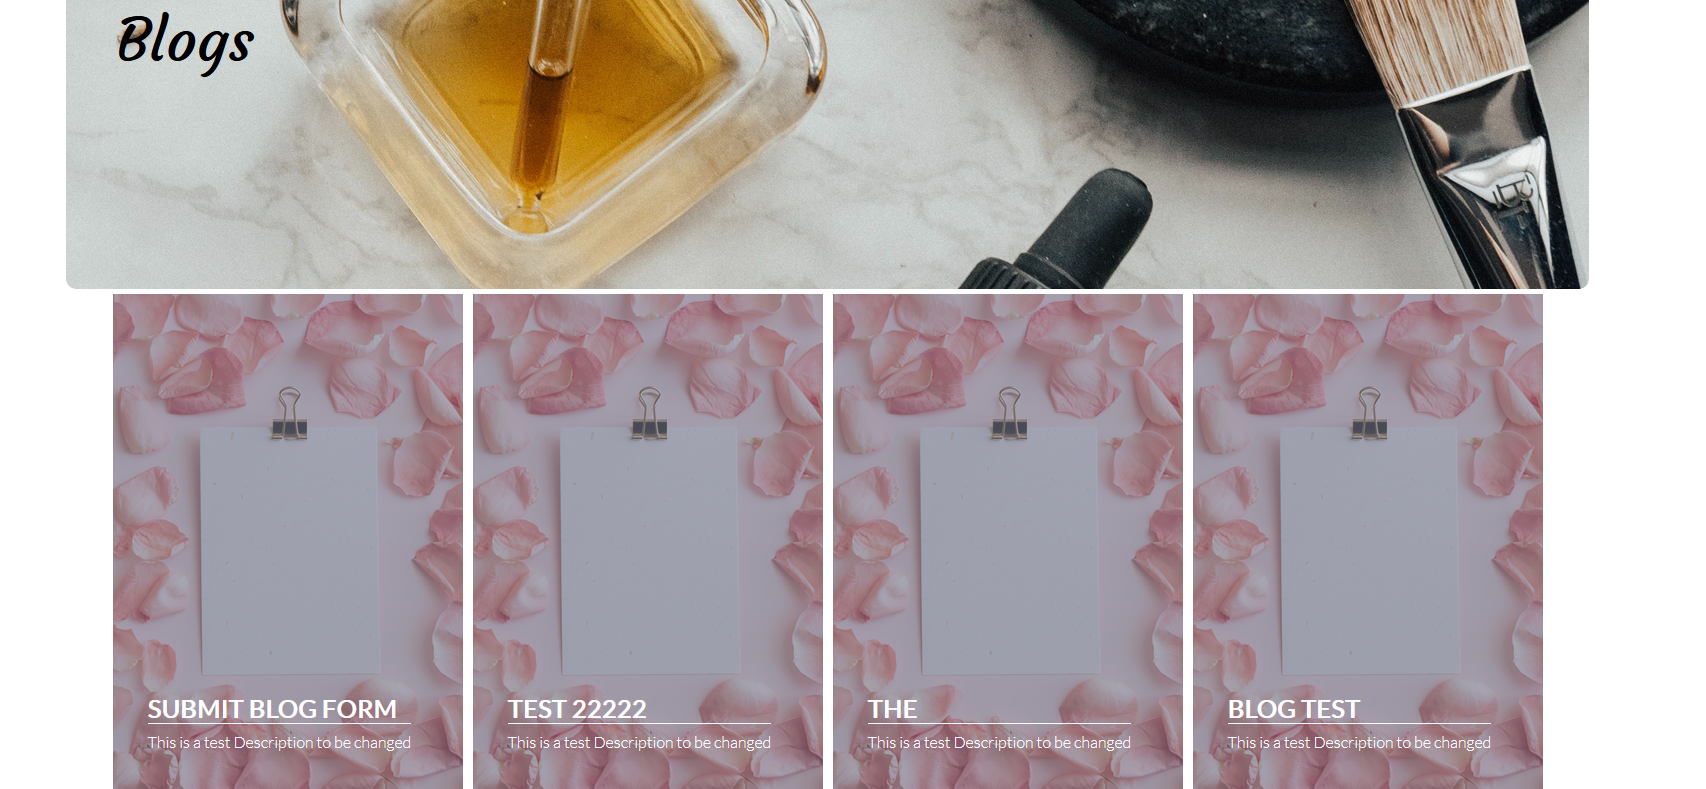 Blogs
SUBMIT BLOG FORM
This is a test Description to be changed
TEST 22222
This is a test Description to be changed
THE
This is a test Description to be changed
BLOG TEST
This is a test Description to be changed